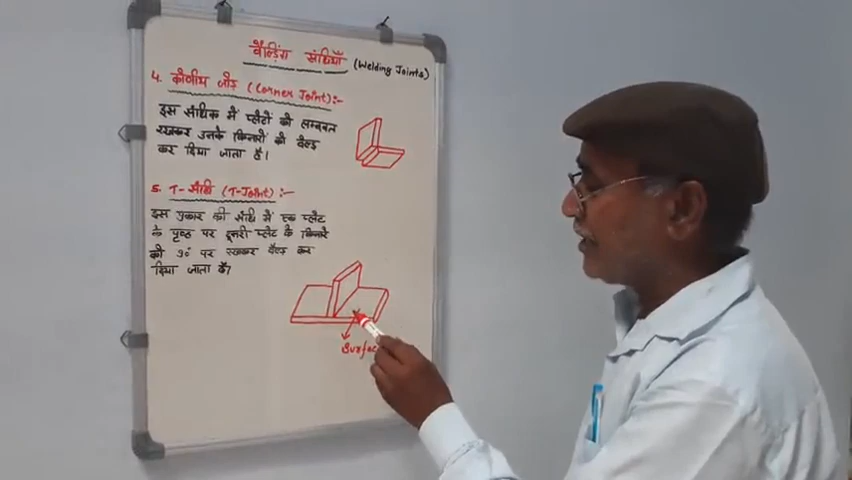 वैल्डिंग संधियाँ (Welding Joints)
4. कोणीय जोड़ (Corner Joint):-
इस संधिक में प्लेटों को लम्बवत
रखकर उनके किनारों को वैल्ड
कर दिया जाता है।
5. T-संधि (T-Joint):-
इस प्रकार की संधि में एक प्लैट
के पृष्ठ पर दूसरी प्लैट के किनारे
को 90° पर रखकर वैल्ड कर
दिया जाता है।